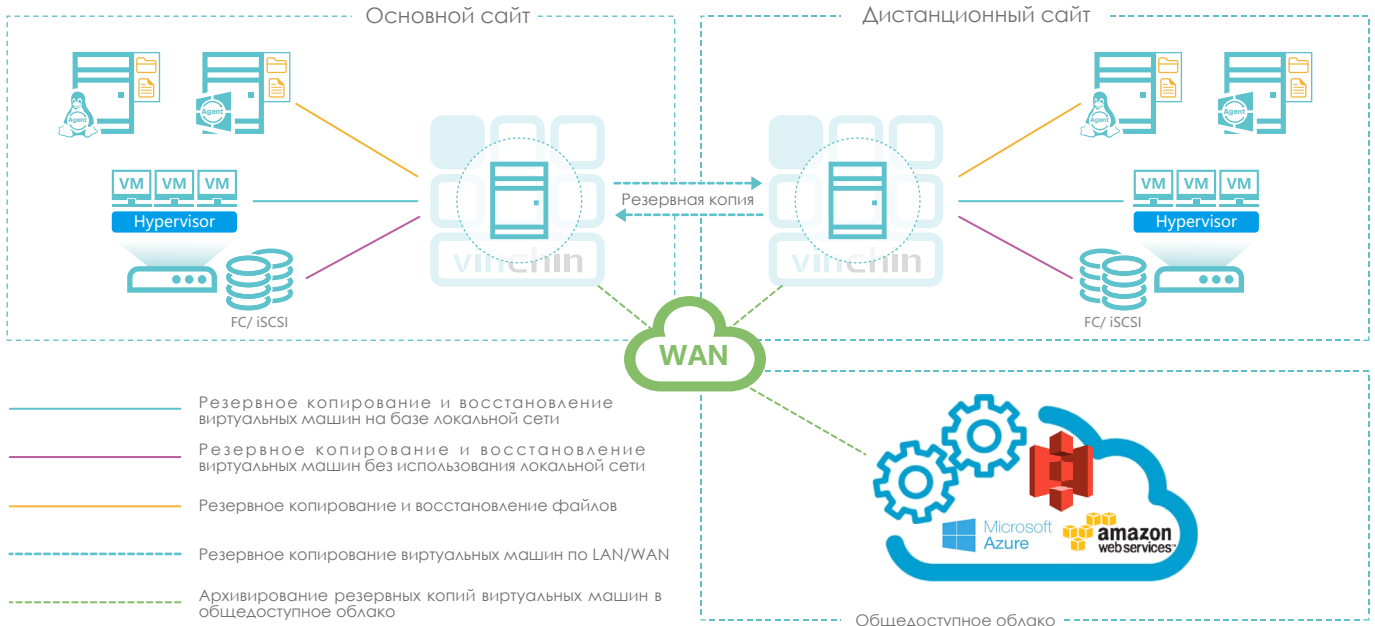 Основной сайт
Дистанционный сайт
Agent
Agent
Agent
Agent
VM VM VM
Hypervisor
VM VM VM
Hypervisor
Резервная копия
vinchin
vinchin
FC/ iSCSI
FC/ iSCSI
WAN
Резервное копирование и восстановление
виртуальных машин на базе локальной сети
Резервное копирование и восстановление
виртуальных машин без использования локальной сети
Резервное копирование и восстановление файлов
Резервное копирование виртуальных машин по LAN/WAN
Архивирование резервных копий виртуальных машин в
общедоступное облако
Microsoft
Azure
amazon
web services™
Общедоступное облако